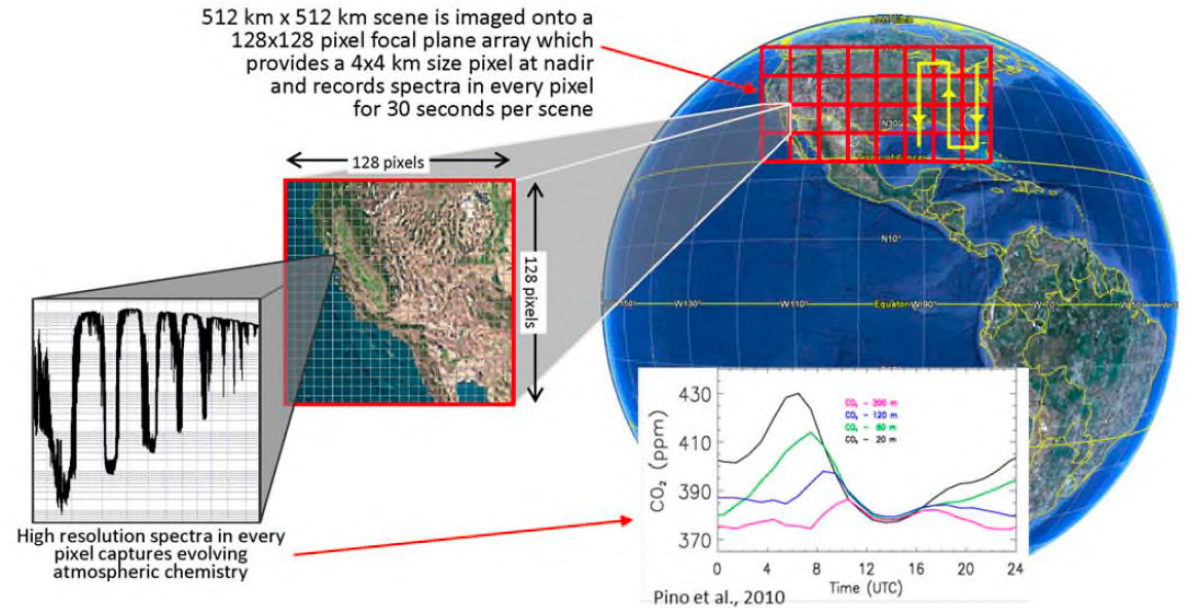 512 km x 512 km scene is imaged onto a
128x128 pixel focal plane array which
provides a 4x4 km size pixel at nadir
and records spectra in every pixel
for 30 seconds per scene
128 pixels
128 pixels
N30°
N10°
W130°
W110°
Equator
W-90°
High resolution spectra in every
pixel captures evolving
atmospheric chemistry
430
410
390
370
CO₂ (ppm)
CO₂ - 200 m
CO₂ - 120 m
CO₂ - 60 m
CO₂ - 20 m
0 4 8 12 16 20 24
Time (UTC)
Pino et al., 2010